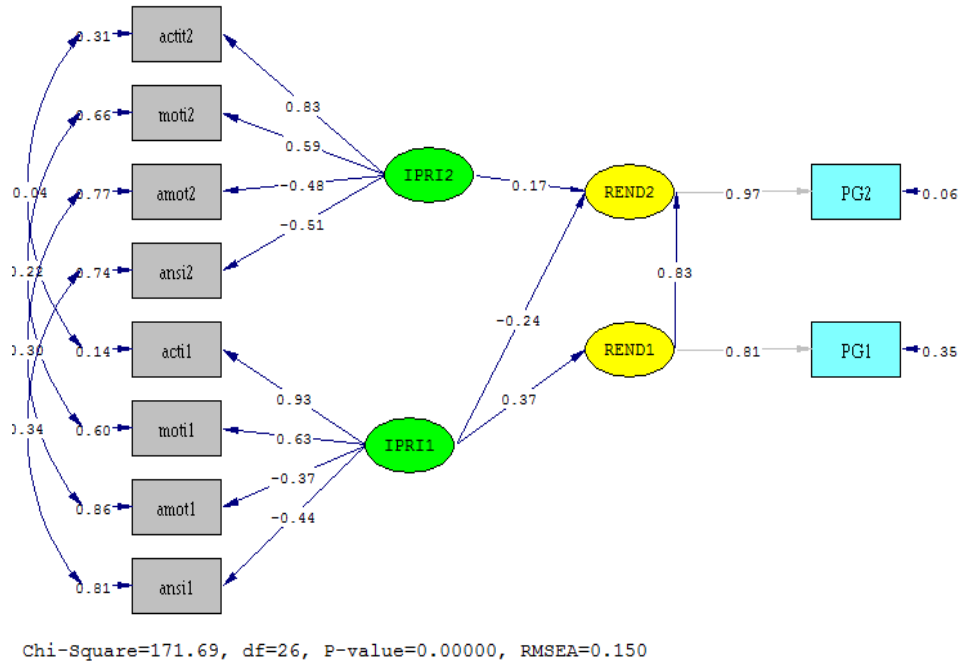 0.31 actit2
0.83
0.66 moti2
0.59
IPRI2
0.04 0.77 amot2 -0.48 0.17 REND2 0.97 PG2 0.06
-0.51
0.22 0.74 ansi2 0.83
-0.24
0.30 0.14 acti1 REND1 0.81 PG1 0.35
0.93 0.37
0.34 0.60 moti1 0.63 IPRI1
-0.37
0.86 amot1 -0.44
0.81 ansi1
Chi-Square=171.69, df=26, P-value=0.00000, RMSEA=0.150